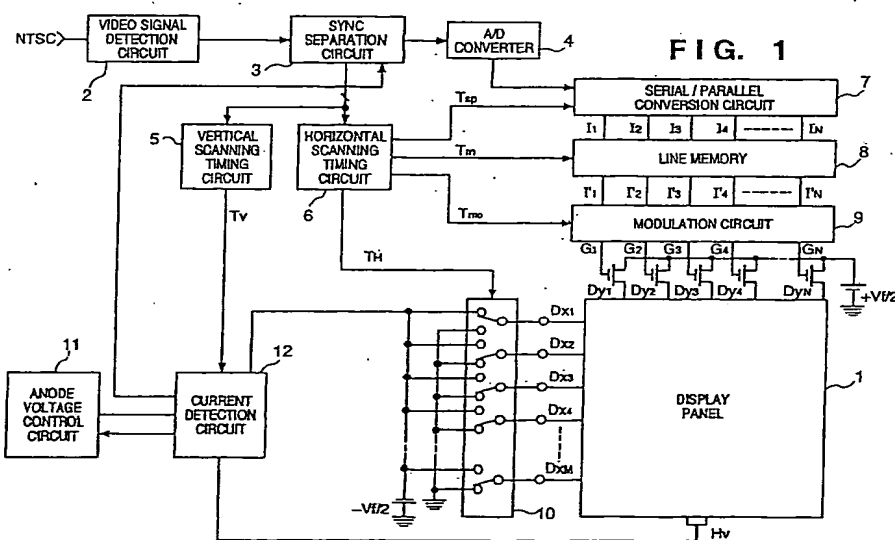 NTSC
VIDEO SIGNAL
DETECTION
CIRCUIT
2
SYNC
SEPARATION
CIRCUIT
3
A/D
CONVERTER
4
FIG. 1
SERIAL / PARALLEL
CONVERSION CIRCUIT
7
Tsp
I1 I2 I3 I4 IN
5
VERTICAL
SCANNING
TIMING
CIRCUIT
HORIZONTAL
SCANNING
TIMING
CIRCUIT
6
Tm
LINE MEMORY
8
I'1 I'2 I'3 I'4 I'N
Tmo
MODULATION CIRCUIT
9
Tv
TH
G1 G2 G3 G4 GN
Dy1 Dy2 Dy3 Dy4 DyN
+Vf/2
Dx1
Dx2
Dx3
Dx4
DxM
DISPLAY
PANEL
1
11
ANODE
VOLTAGE
CONTROL
CIRCUIT
12
CURRENT
DETECTION
CIRCUIT
-Vf/2
10
Hv